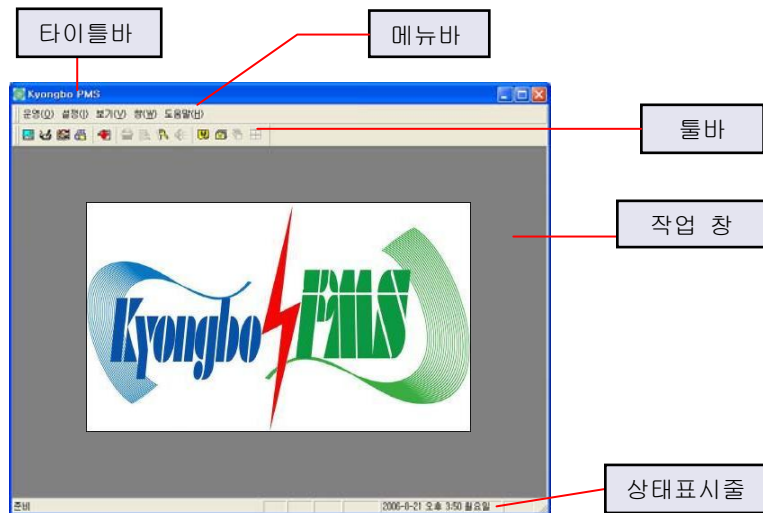 타이틀바
메뉴바
Kyongbo PMS
운영(O) 설정(I) 보기(V) 창(W) 도움말(H)
툴바
작업 창
Kyongbo PMS
상태표시줄
준비
2006-8-21 오후 3:50 월요일